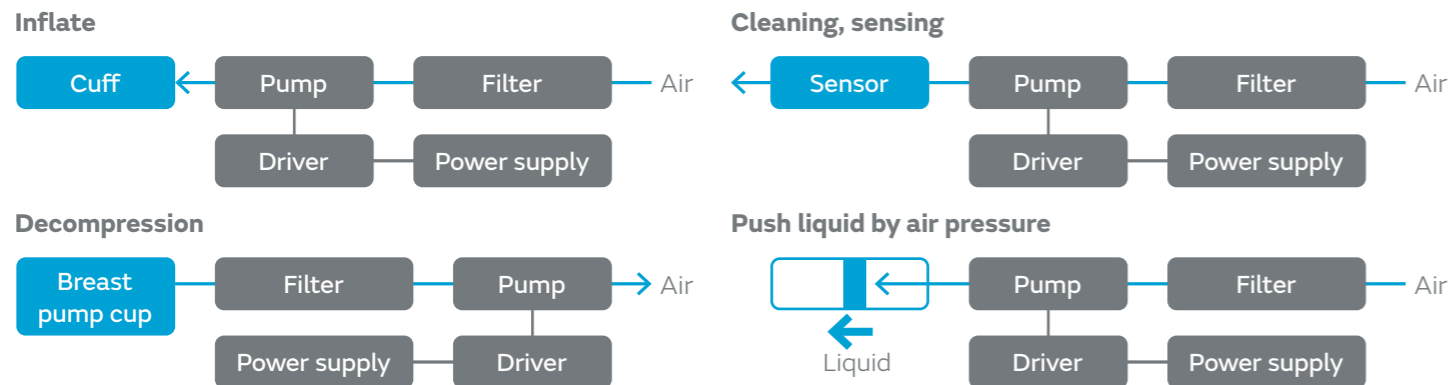 Inflate
Cuff
Pump
Filter
Air
Driver
Power supply
Cleaning, sensing
Sensor
Pump
Filter
Air
Driver
Power supply
Decompression
Breast
pump cup
Filter
Pump
Air
Power supply
Driver
Push liquid by air pressure
Pump
Filter
Air
Liquid
Driver
Power supply